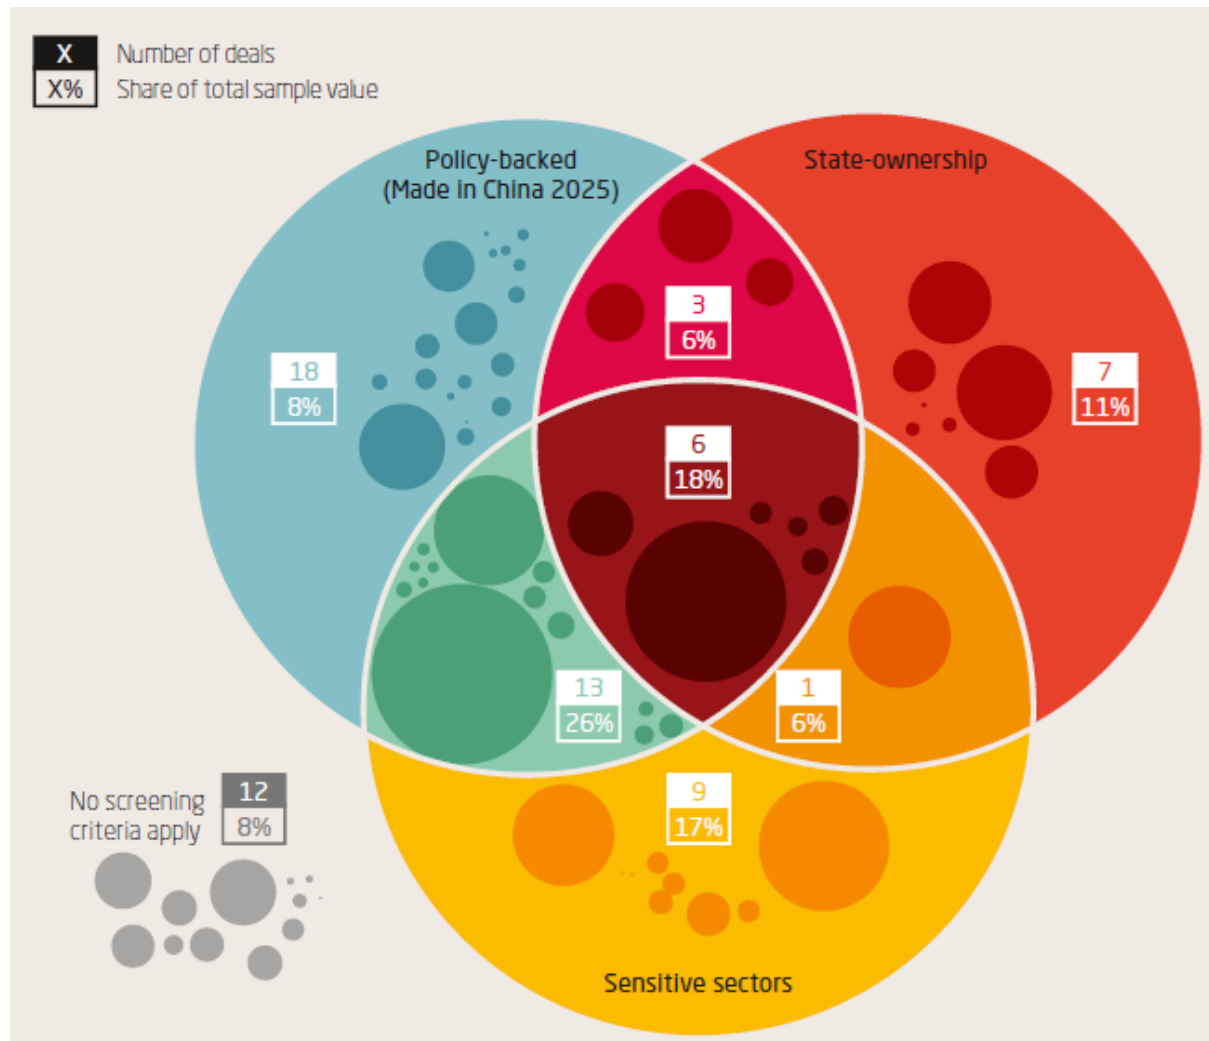 X
Number of deals
X%
Share of total sample value
Policy-backed
(Made in China 2025)
State-ownership
3
6%
18
8%
7
11%
6
18%
13
26%
1
6%
No screening
criteria apply
12
8%
9
17%
Sensitive sectors